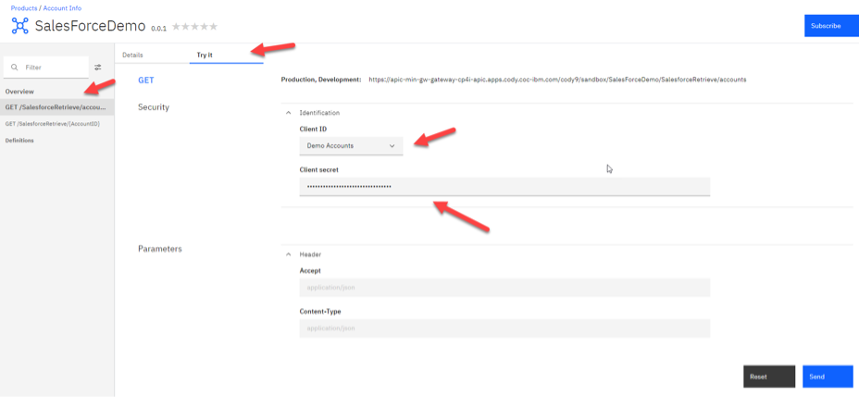 Products / Account Info
SalesForceDemo 0.0.1
Subscribe
Filter
Overview
GET /SalesforceRetrieve/accou...
GET /SalesforceRetrieve/{AccountID}
Definitions
Details
Try It
GET
Production, Development: https://apic-min-gw-gateway-cp4i-apic.apps.cody.coc-ibm.com/cody9/sandbox/SalesForceDemo/SalesforceRetrieve/accounts
Security
Identification
Client ID
Demo Accounts
Client secret
Parameters
Header
Accept
application/json
Content-Type
application/json
Reset
Send